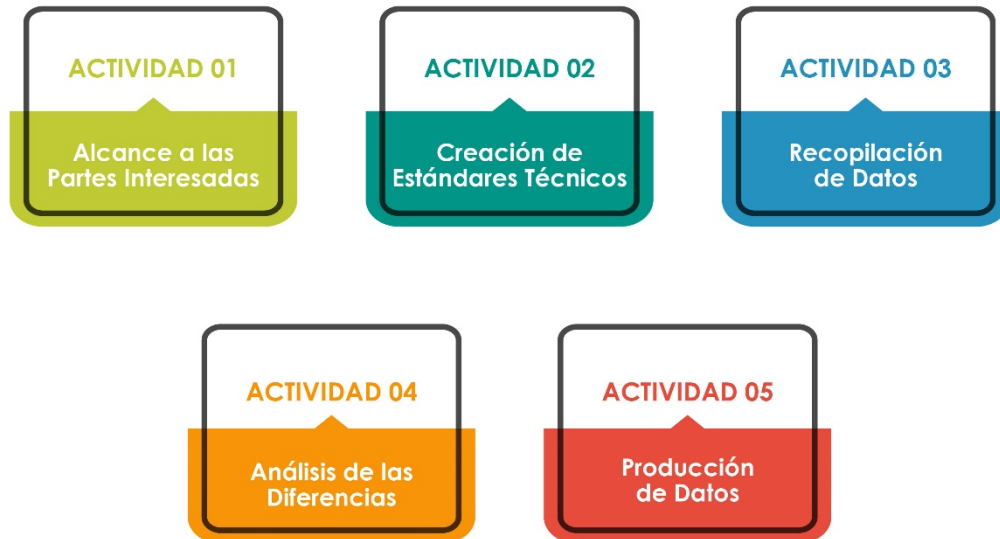 ACTIVIDAD 01
Alcance a las
Partes Interesadas
ACTIVIDAD 02
Creación de
Estándares Técnicos
ACTIVIDAD 03
Recopilación
de Datos
ACTIVIDAD 04
Análisis de las
Diferencias
ACTIVIDAD 05
Producción
de Datos